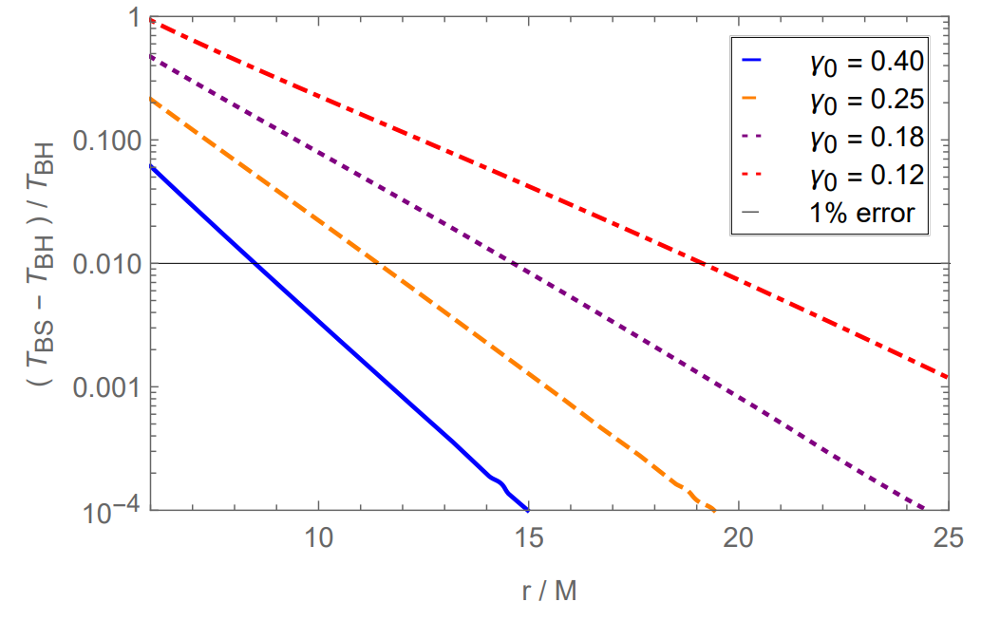 1
0.100
0.010
0.001
10⁻⁴
( T_BS − T_BH ) / T_BH
γ₀ = 0.40
γ₀ = 0.25
γ₀ = 0.18
γ₀ = 0.12
1% error
10 15 20 25
r / M